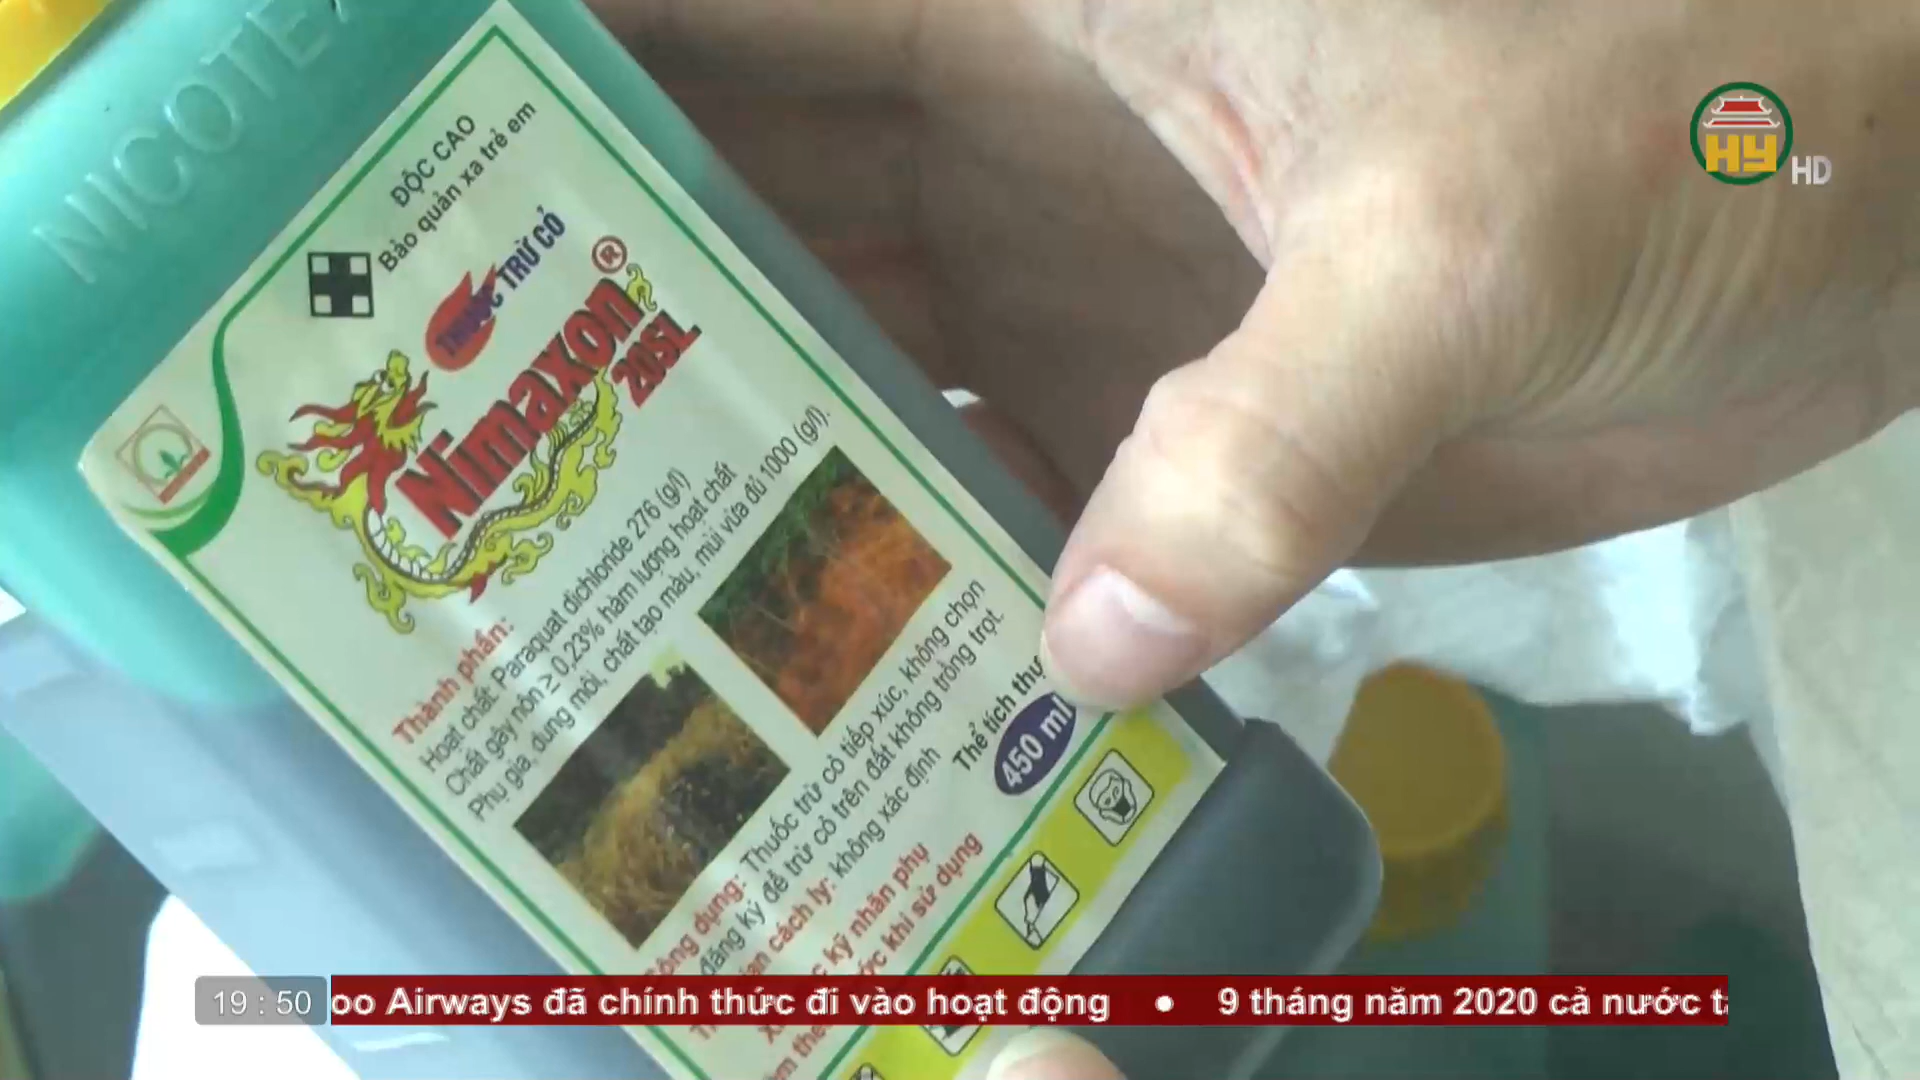 NICOTEX
ĐỘC CAO
Bảo quản xa trẻ em
THUỐC TRỪ CỎ
Nimaxon ®
20SL
Thành phần:
Hoạt chất Paraquat dichloride 276 (g/l)
Chất gây nôn ≥ 0,23% hàm lượng hoạt chất
Phụ gia, dung môi, chất tạo màu, mùi vừa đủ 1000 (g/l).
Công dụng: Thuốc trừ cỏ tiếp xúc, không chọn
đăng ký để trừ cỏ trên đất không trồng trọt.
cách ly: không xác định
kỹ nhãn phụ
khi sử dụng
Thể tích
450 ml
HY HD
19 : 50
oo Airways đã chính thức đi vào hoạt động • 9 tháng năm 2020 cả nước